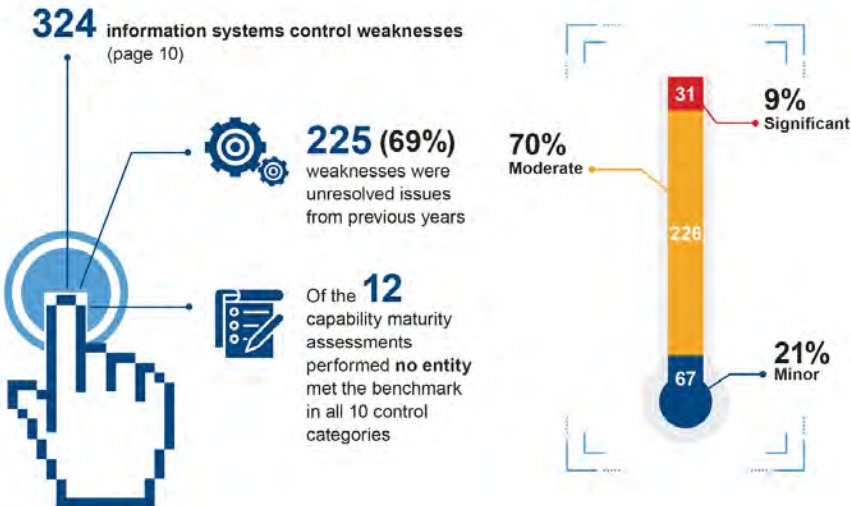 324 information systems control weaknesses
(page 10)
225 (69%)
weaknesses were
unresolved issues
from previous years
Of the 12
capability maturity
assessments
performed no entity
met the benchmark
in all 10 control
categories
31
9%
Significant
70%
Moderate
226
21%
Minor
67